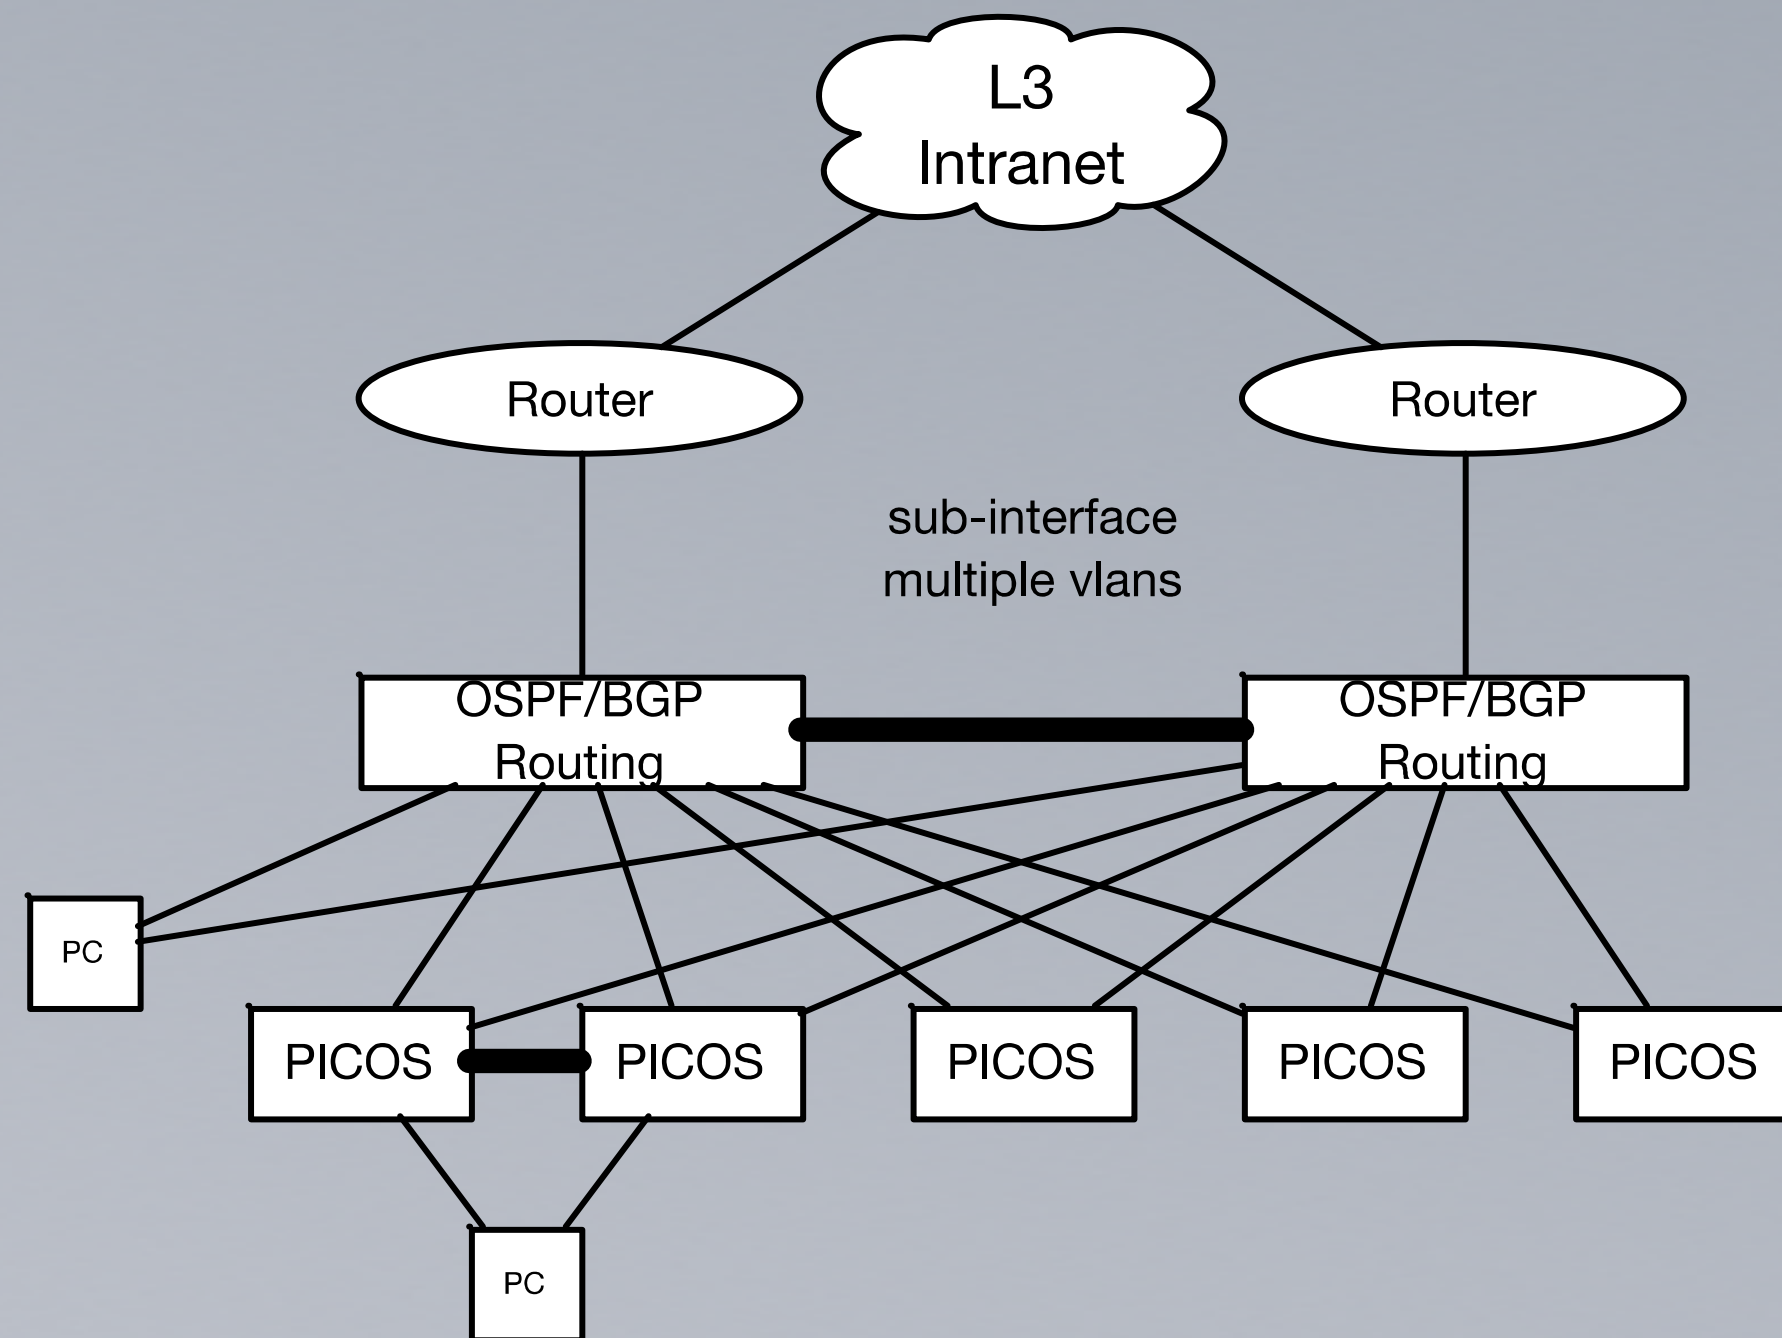 L3
Intranet
Router
Router
sub-interface
multiple vlans
OSPF/BGP
Routing
OSPF/BGP
Routing
PC
PICOS
PICOS
PICOS
PICOS
PICOS
PC